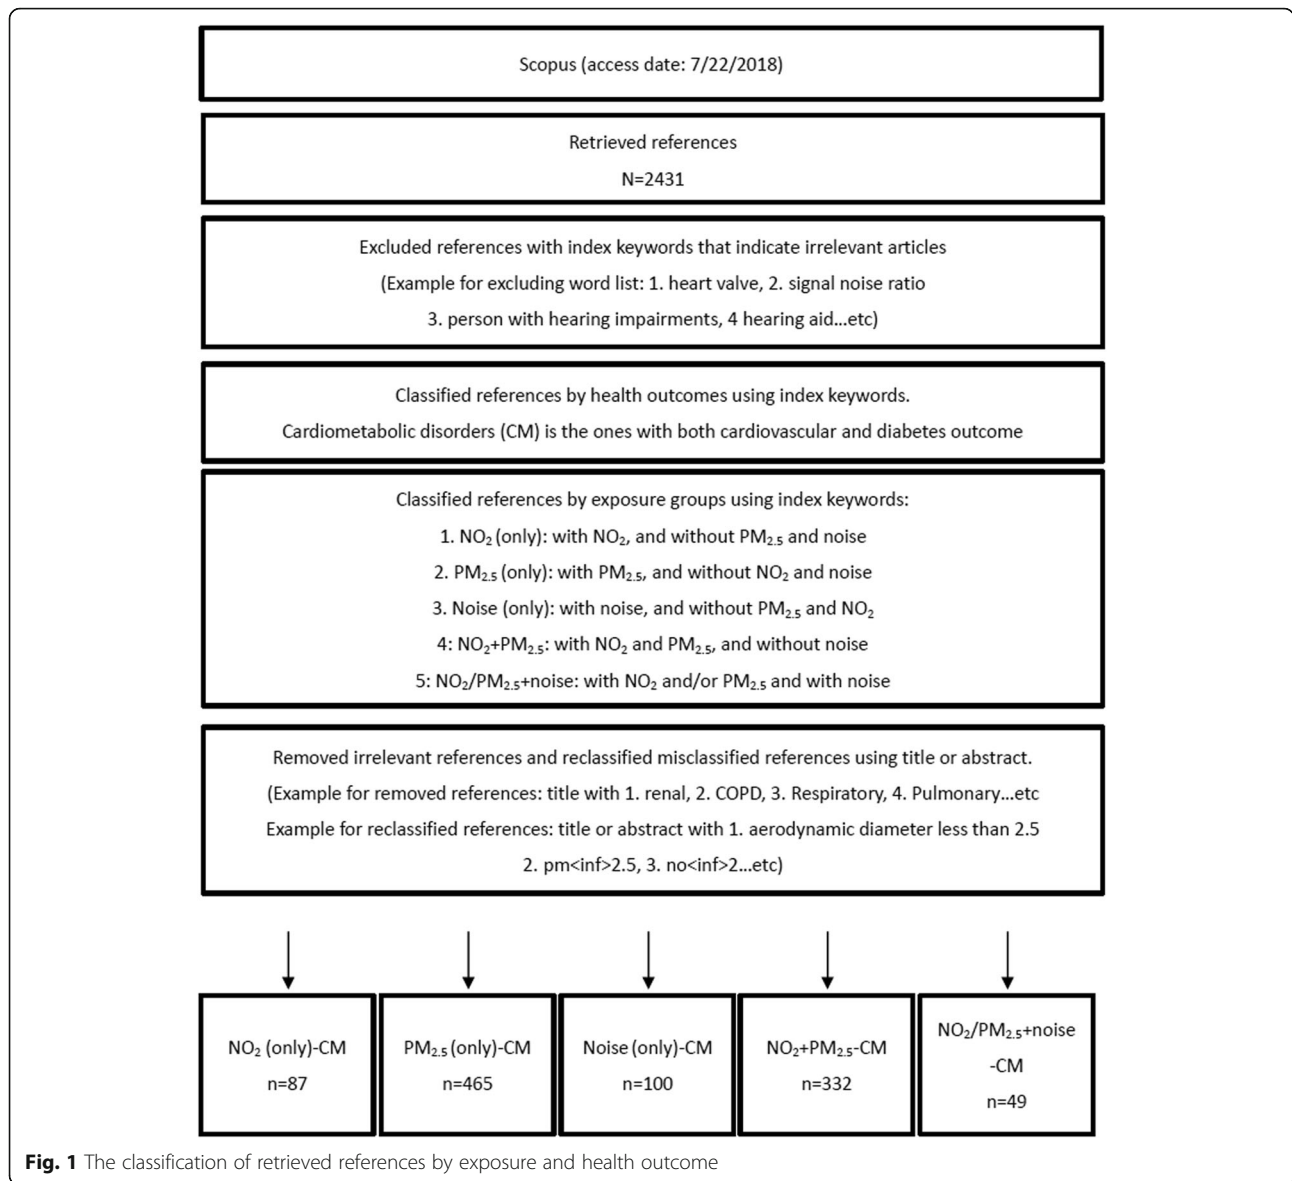 Scopus (access date: 7/22/2018)
Retrieved references
N=2431
Excluded references with index keywords that indicate irrelevant articles
(Example for excluding word list: 1. heart valve, 2. signal noise ratio
3. person with hearing impairments, 4 hearing aid...etc)
Classified references by health outcomes using index keywords.
Cardiometabolic disorders (CM) is the ones with both cardiovascular and diabetes outcome
Classified references by exposure groups using index keywords:
1. NO₂ (only): with NO₂, and without PM₂.₅ and noise
2. PM₂.₅ (only): with PM₂.₅, and without NO₂ and noise
3. Noise (only): with noise, and without PM₂.₅ and NO₂
4: NO₂+PM₂.₅: with NO₂ and PM₂.₅, and without noise
5: NO₂/PM₂.₅+noise: with NO₂ and/or PM₂.₅ and with noise
Removed irrelevant references and reclassified misclassified references using title or abstract.
(Example for removed references: title with 1. renal, 2. COPD, 3. Respiratory, 4. Pulmonary...etc
Example for reclassified references: title or abstract with 1. aerodynamic diameter less than 2.5
2. pm<inf>2.5, 3. no<inf>2...etc)
NO₂ (only)-CM
n=87
PM₂.₅ (only)-CM
n=465
Noise (only)-CM
n=100
NO₂+PM₂.₅-CM
n=332
NO₂/PM₂.₅+noise
-CM
n=49
Fig. 1 The classification of retrieved references by exposure and health outcome